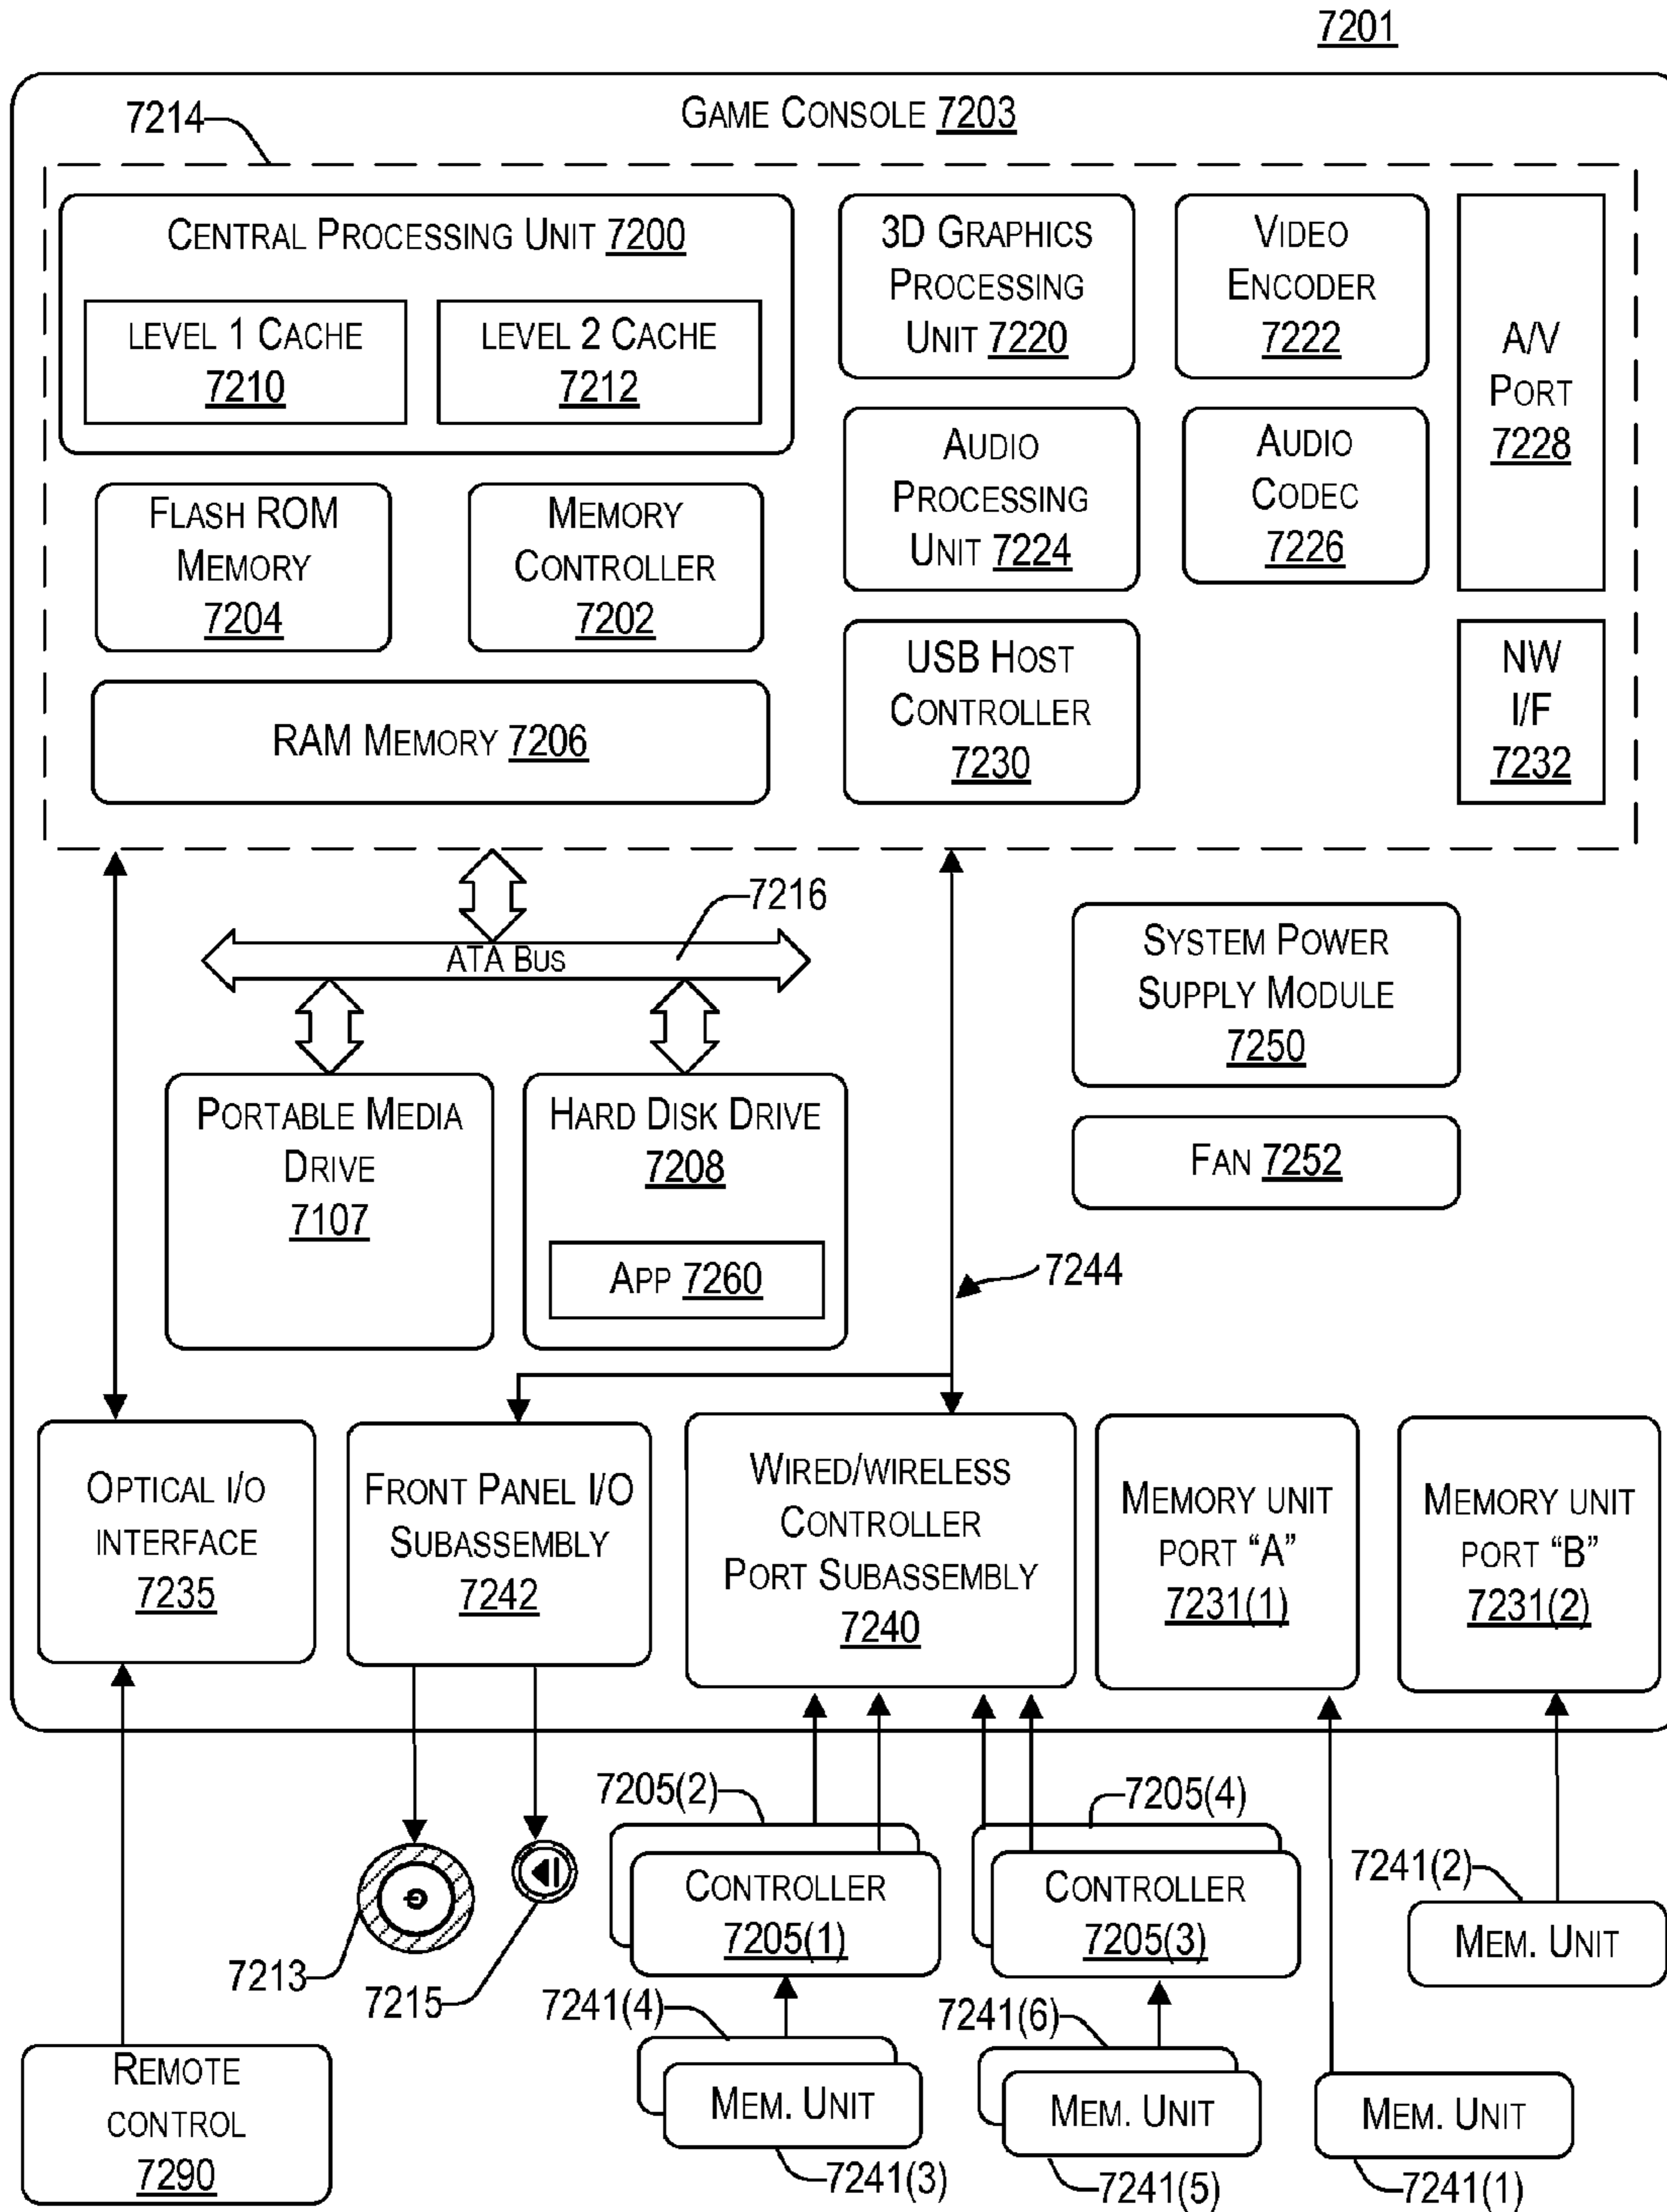 7201
GAME CONSOLE 7203
7214
CENTRAL PROCESSING UNIT 7200
LEVEL 1 CACHE
7210
LEVEL 2 CACHE
7212
3D GRAPHICS
PROCESSING
UNIT 7220
VIDEO
ENCODER
7222
A/V
PORT
7228
FLASH ROM
MEMORY
7204
MEMORY
CONTROLLER
7202
AUDIO
PROCESSING
UNIT 7224
AUDIO
CODEC
7226
RAM MEMORY 7206
USB HOST
CONTROLLER
7230
NW
I/F
7232
7216
ATA BUS
SYSTEM POWER
SUPPLY MODULE
7250
PORTABLE MEDIA
DRIVE
7107
HARD DISK DRIVE
7208
APP 7260
FAN 7252
7244
OPTICAL I/O
INTERFACE
7235
FRONT PANEL I/O
SUBASSEMBLY
7242
WIRED/WIRELESS
CONTROLLER
PORT SUBASSEMBLY
7240
MEMORY UNIT
PORT “A”
7231(1)
MEMORY UNIT
PORT “B”
7231(2)
7205(2)
7205(4)
CONTROLLER
7205(1)
CONTROLLER
7205(3)
7241(2)
MEM. UNIT
7213
7215
7241(4)
7241(6)
REMOTE
CONTROL
7290
MEM. UNIT
7241(3)
MEM. UNIT
7241(5)
MEM. UNIT
7241(1)